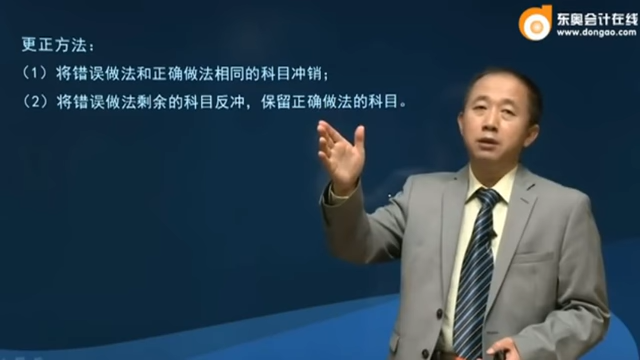 东奥会计在线
www.dongao.com
更正方法：
（1）将错误做法和正确做法相同的科目冲销；
（2）将错误做法剩余的科目反冲，保留正确做法的科目。